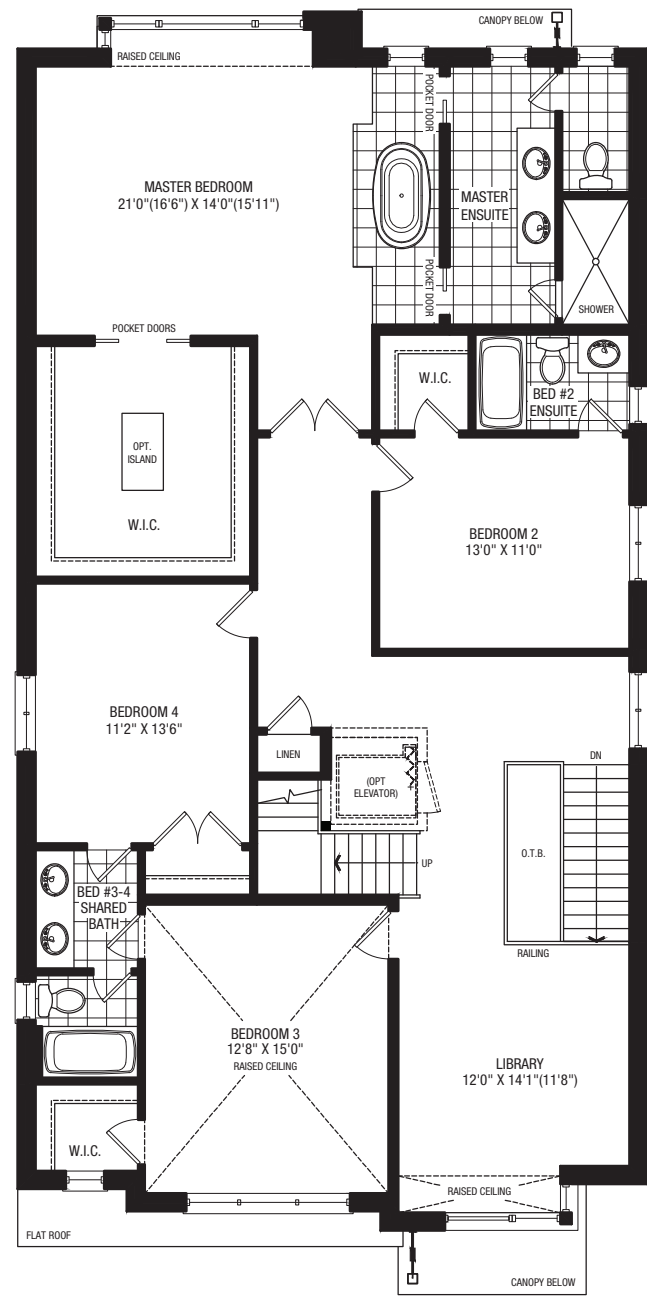 CANOPY BELOW
RAISED CEILING
POCKET DOOR
MASTER BEDROOM
21'0"(16'6") X 14'0"(15'11")
MASTER
ENSUITE
POCKET DOOR
SHOWER
POCKET DOORS
W.I.C.
BED #2
ENSUITE
OPT.
ISLAND
W.I.C.
BEDROOM 2
13'0" X 11'0"
BEDROOM 4
11'2" X 13'6"
LINEN
(OPT
ELEVATOR)
DN
UP
O.T.B.
RAILING
BED #3-4
SHARED
BATH
BEDROOM 3
12'8" X 15'0"
RAISED CEILING
LIBRARY
12'0" X 14'1"(11'8")
W.I.C.
RAISED CEILING
FLAT ROOF
CANOPY BELOW